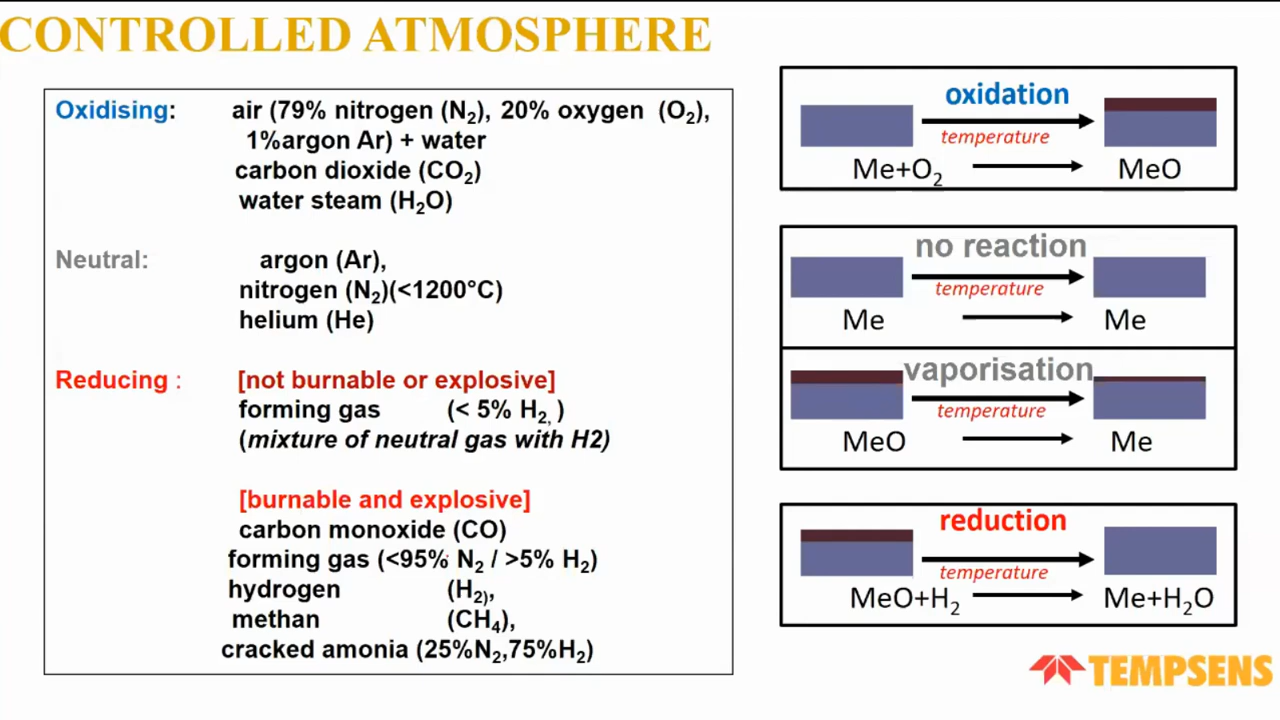 CONTROLLED ATMOSPHERE
Oxidising: air (79% nitrogen (N₂), 20% oxygen (O₂),
1%argon Ar) + water
carbon dioxide (CO₂)
water steam (H₂O)
Neutral: argon (Ar),
nitrogen (N₂)(<1200°C)
helium (He)
Reducing : [not burnable or explosive]
forming gas (< 5% H₂, )
(mixture of neutral gas with H2)
[burnable and explosive]
carbon monoxide (CO)
forming gas (<95% N₂ / >5% H₂)
hydrogen (H₂),
methan (CH₄),
cracked amonia (25%N₂,75%H₂)
oxidation
temperature
Me+O₂ MeO
no reaction
temperature
Me Me
vaporisation
temperature
MeO Me
reduction
temperature
MeO+H₂ Me+H₂O
TEMPSENS